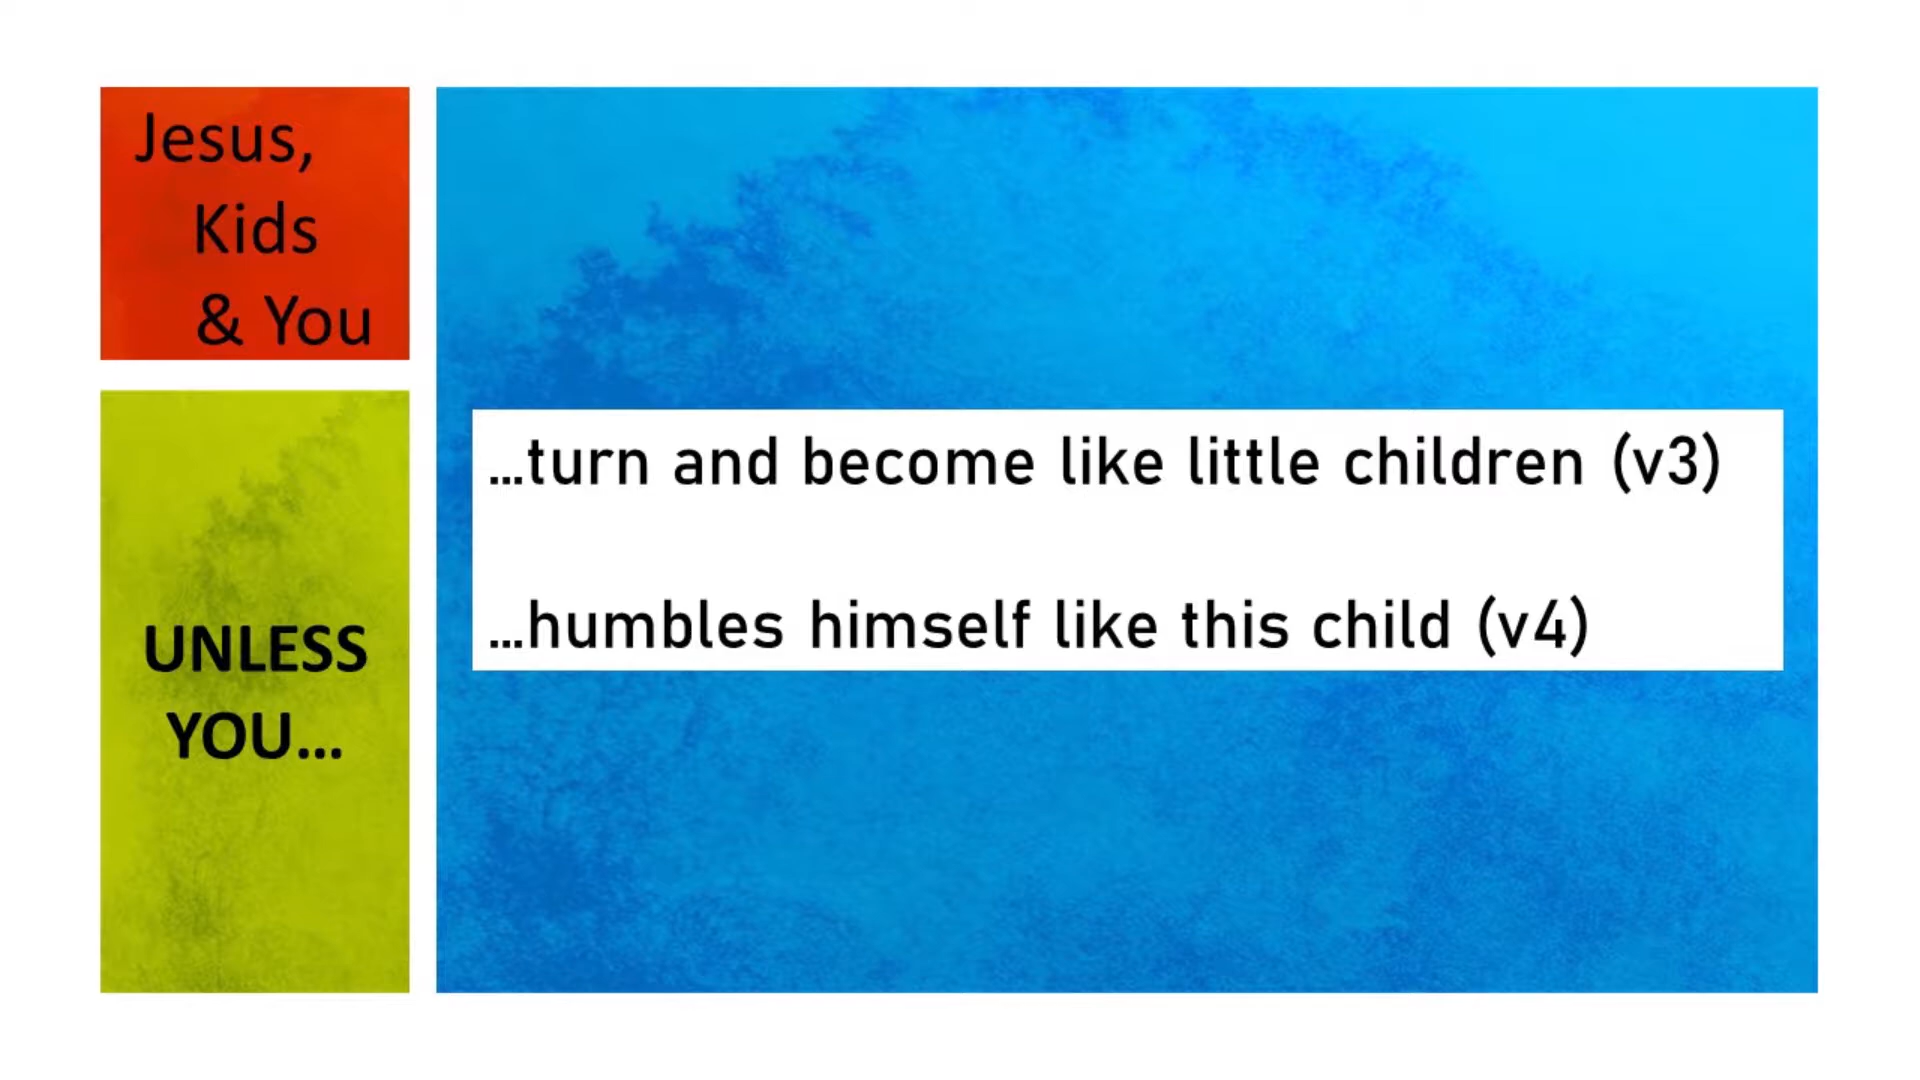 Jesus,
Kids
& You
UNLESS
YOU...
...turn and become like little children (v3)
...humbles himself like this child (v4)